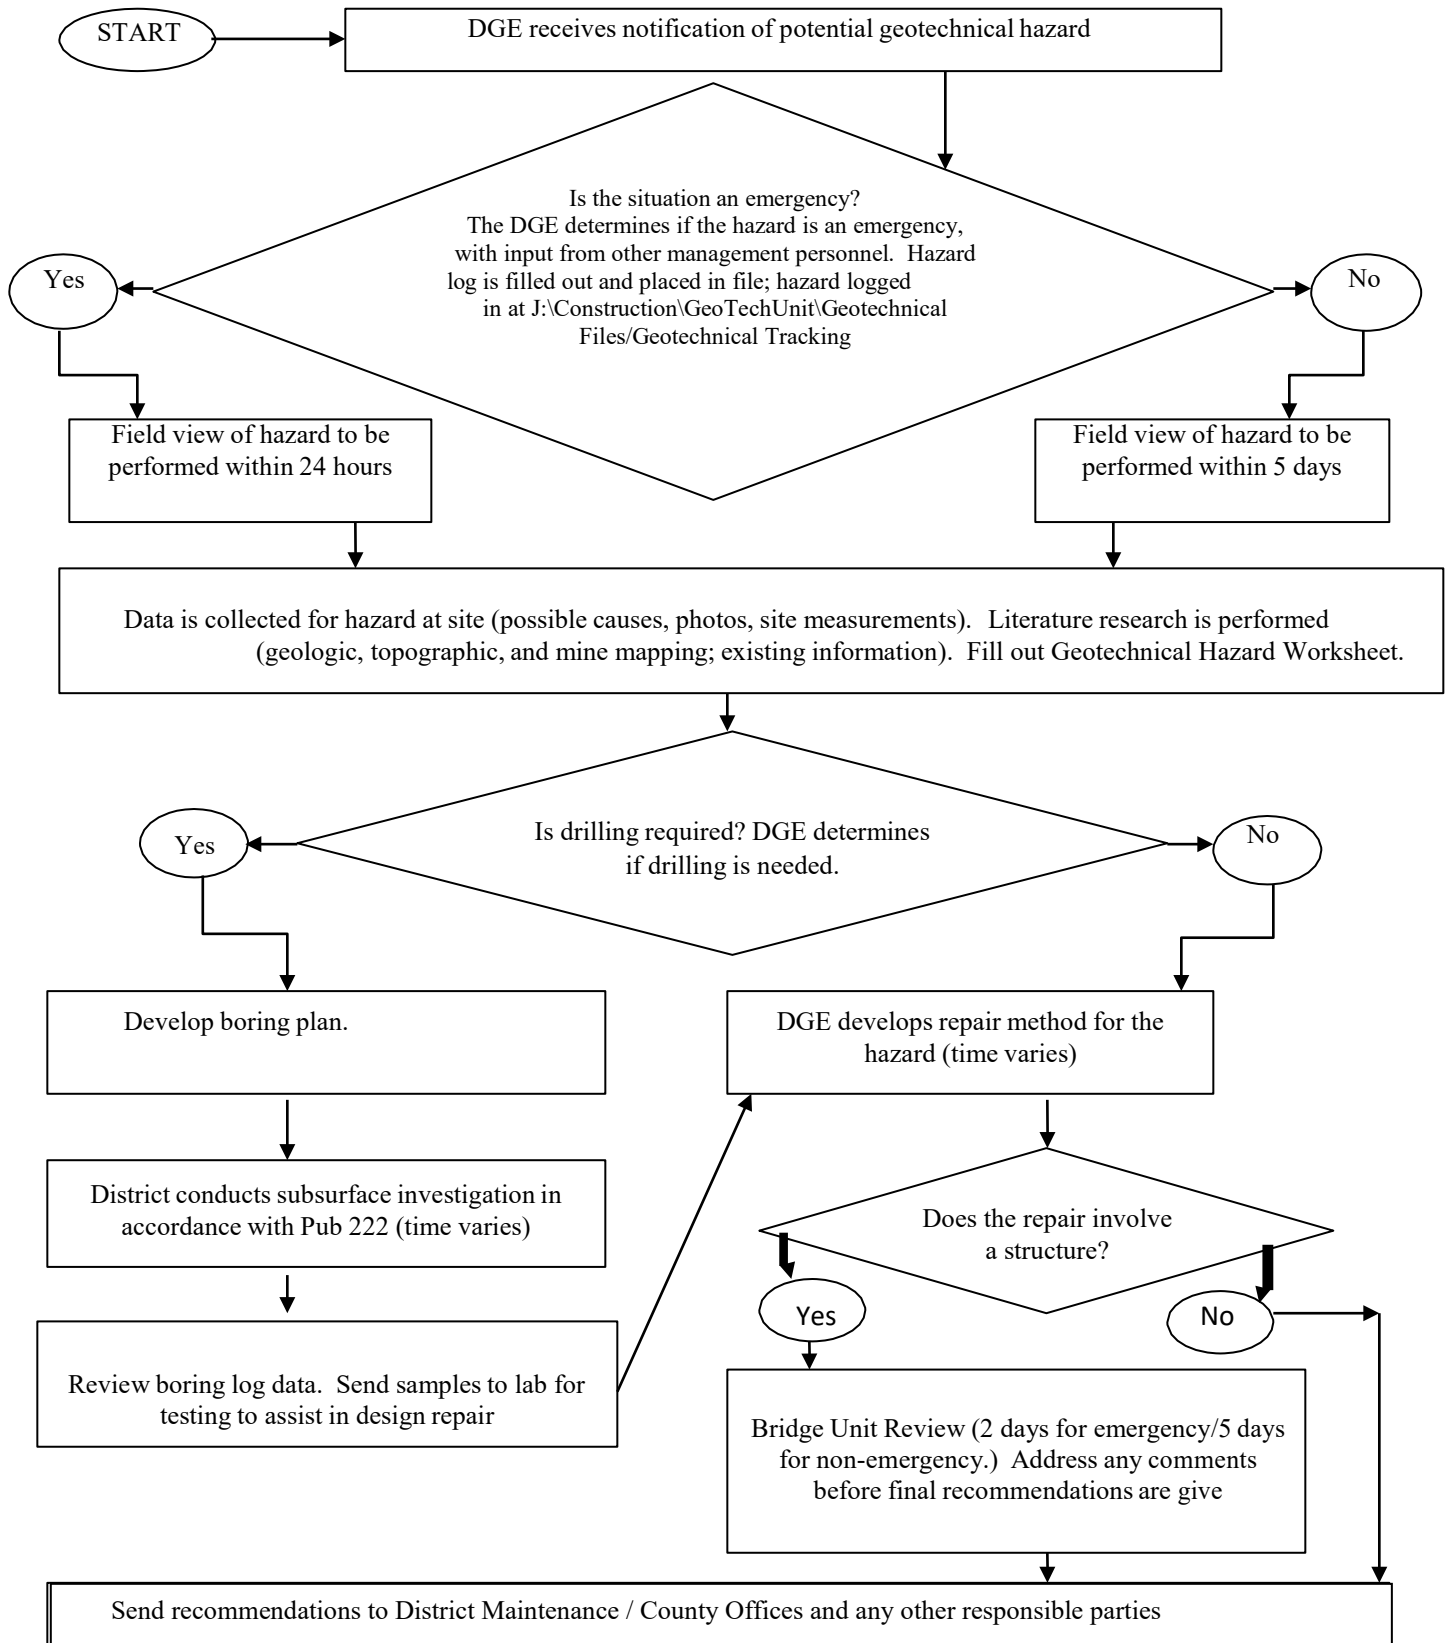 START
DGE receives notification of potential geotechnical hazard
Is the situation an emergency?
The DGE determines if the hazard is an emergency,
with input from other management personnel.  Hazard
log is filled out and placed in file; hazard logged
in at J:\Construction\GeoTechUnit\Geotechnical
Files/Geotechnical Tracking
Yes
No
Field view of hazard to be
performed within 24 hours
Field view of hazard to be
performed within 5 days
Data is collected for hazard at site (possible causes, photos, site measurements).  Literature research is performed
(geologic, topographic, and mine mapping; existing information).  Fill out Geotechnical Hazard Worksheet.
Is drilling required? DGE determines
if drilling is needed.
Yes
No
Develop boring plan.
DGE develops repair method for the
hazard (time varies)
District conducts subsurface investigation in
accordance with Pub 222 (time varies)
Does the repair involve
a structure?
Yes
No
Review boring log data.  Send samples to lab for
testing to assist in design repair
Bridge Unit Review (2 days for emergency/5 days
for non-emergency.)  Address any comments
before final recommendations are give
Send recommendations to District Maintenance / County Offices and any other responsible parties